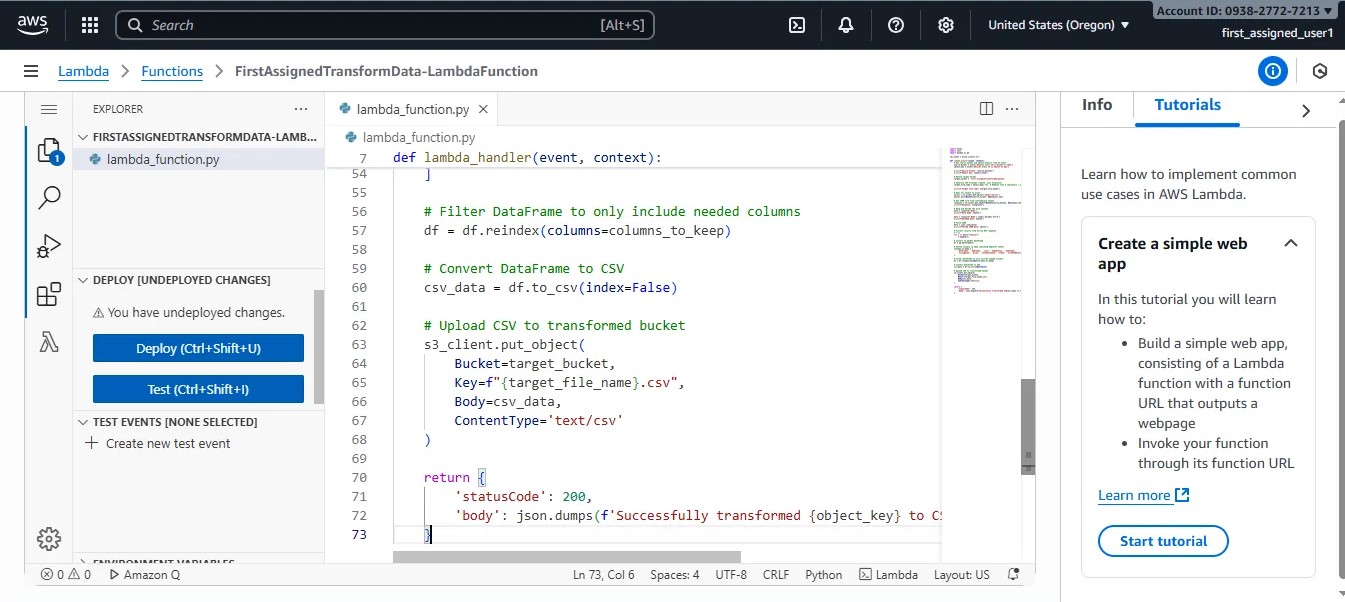 aws
Search [Alt+S]
United States (Oregon)
Account ID: 0938-2772-7213
first_assigned_user1
Lambda
Functions
FirstAssignedTransformData-LambdaFunction
EXPLORER ...
FIRSTASSIGNEDTRANSFORMDATA-LAMB...
lambda_function.py
1
DEPLOY [UNDEPLOYED CHANGES]
You have undeployed changes.
Deploy (Ctrl+Shift+U)
Test (Ctrl+Shift+I)
TEST EVENTS [NONE SELECTED]
Create new test event
ENVIRONMENT VARIABLES
lambda_function.py
lambda_function.py
7 def lambda_handler(event, context):
54 ]
55
56 # Filter DataFrame to only include needed columns
57 df = df.reindex(columns=columns_to_keep)
58
59 # Convert DataFrame to CSV
60 csv_data = df.to_csv(index=False)
61
62 # Upload CSV to transformed bucket
63 s3_client.put_object(
64 Bucket=target_bucket,
65 Key=f"{target_file_name}.csv",
66 Body=csv_data,
67 ContentType='text/csv'
68 )
69
70 return {
71 'statusCode': 200,
72 'body': json.dumps(f'Successfully transformed {object_key} to CS
73 }
0 0 Amazon Q
Ln 73, Col 6 Spaces: 4 UTF-8 CRLF Python Lambda Layout: US
Info
Tutorials
Learn how to implement common
use cases in AWS Lambda.
Create a simple web
app
In this tutorial you will learn
how to:
• Build a simple web app,
consisting of a Lambda
function with a function
URL that outputs a
webpage
• Invoke your function
through its function URL
Learn more
Start tutorial